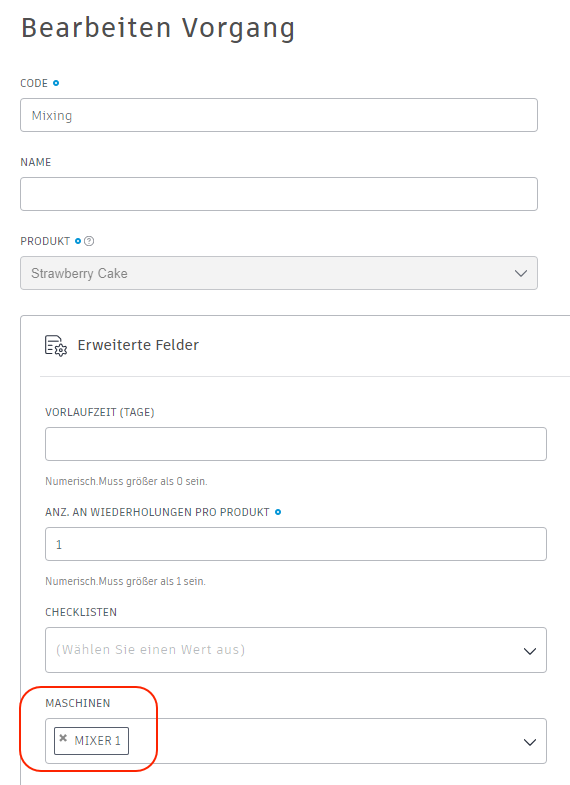 Bearbeiten Vorgang
CODE
Mixing
NAME
PRODUKT
Strawberry Cake
Erweiterte Felder
VORLAUFZEIT (TAGE)
Numerisch.Muss größer als 0 sein.
ANZ. AN WIEDERHOLUNGEN PRO PRODUKT
1
Numerisch.Muss größer als 1 sein.
CHECKLISTEN
(Wählen Sie einen Wert aus)
MASCHINEN
MIXER 1